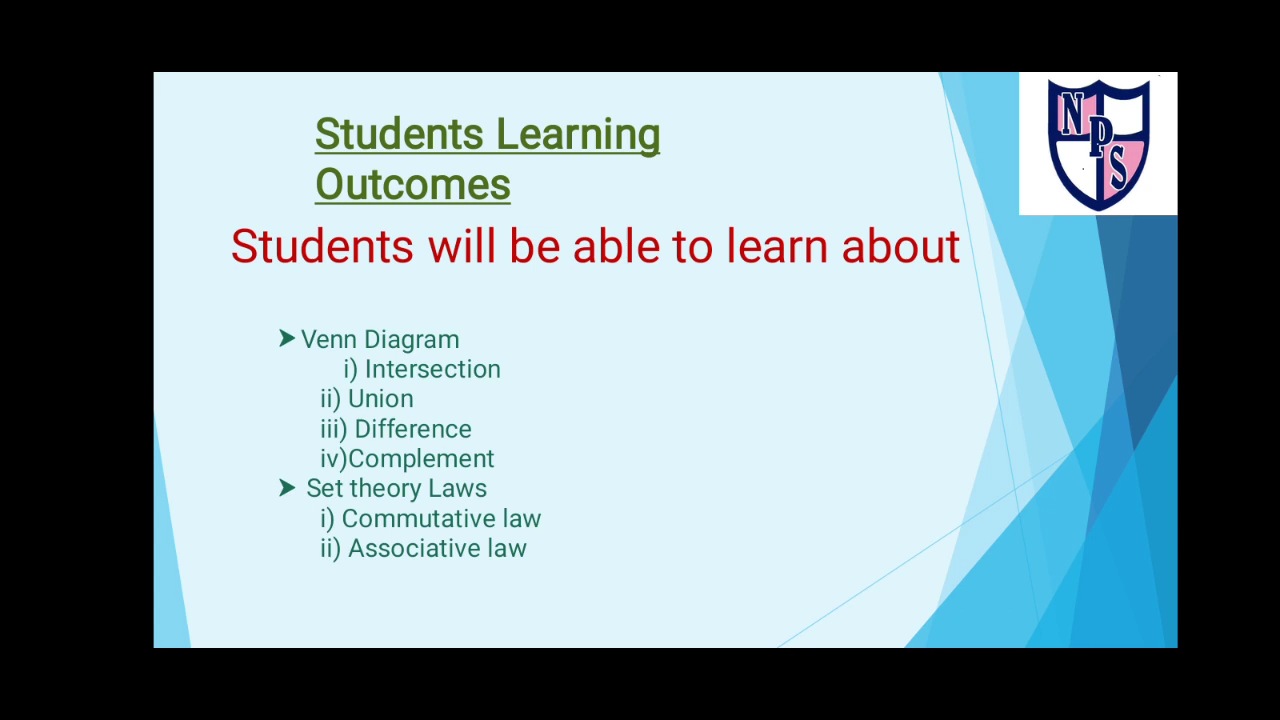 Students Learning
Outcomes
Students will be able to learn about
➤ Venn Diagram
i) Intersection
ii) Union
iii) Difference
iv)Complement
➤ Set theory Laws
i) Commutative law
ii) Associative law
NPS